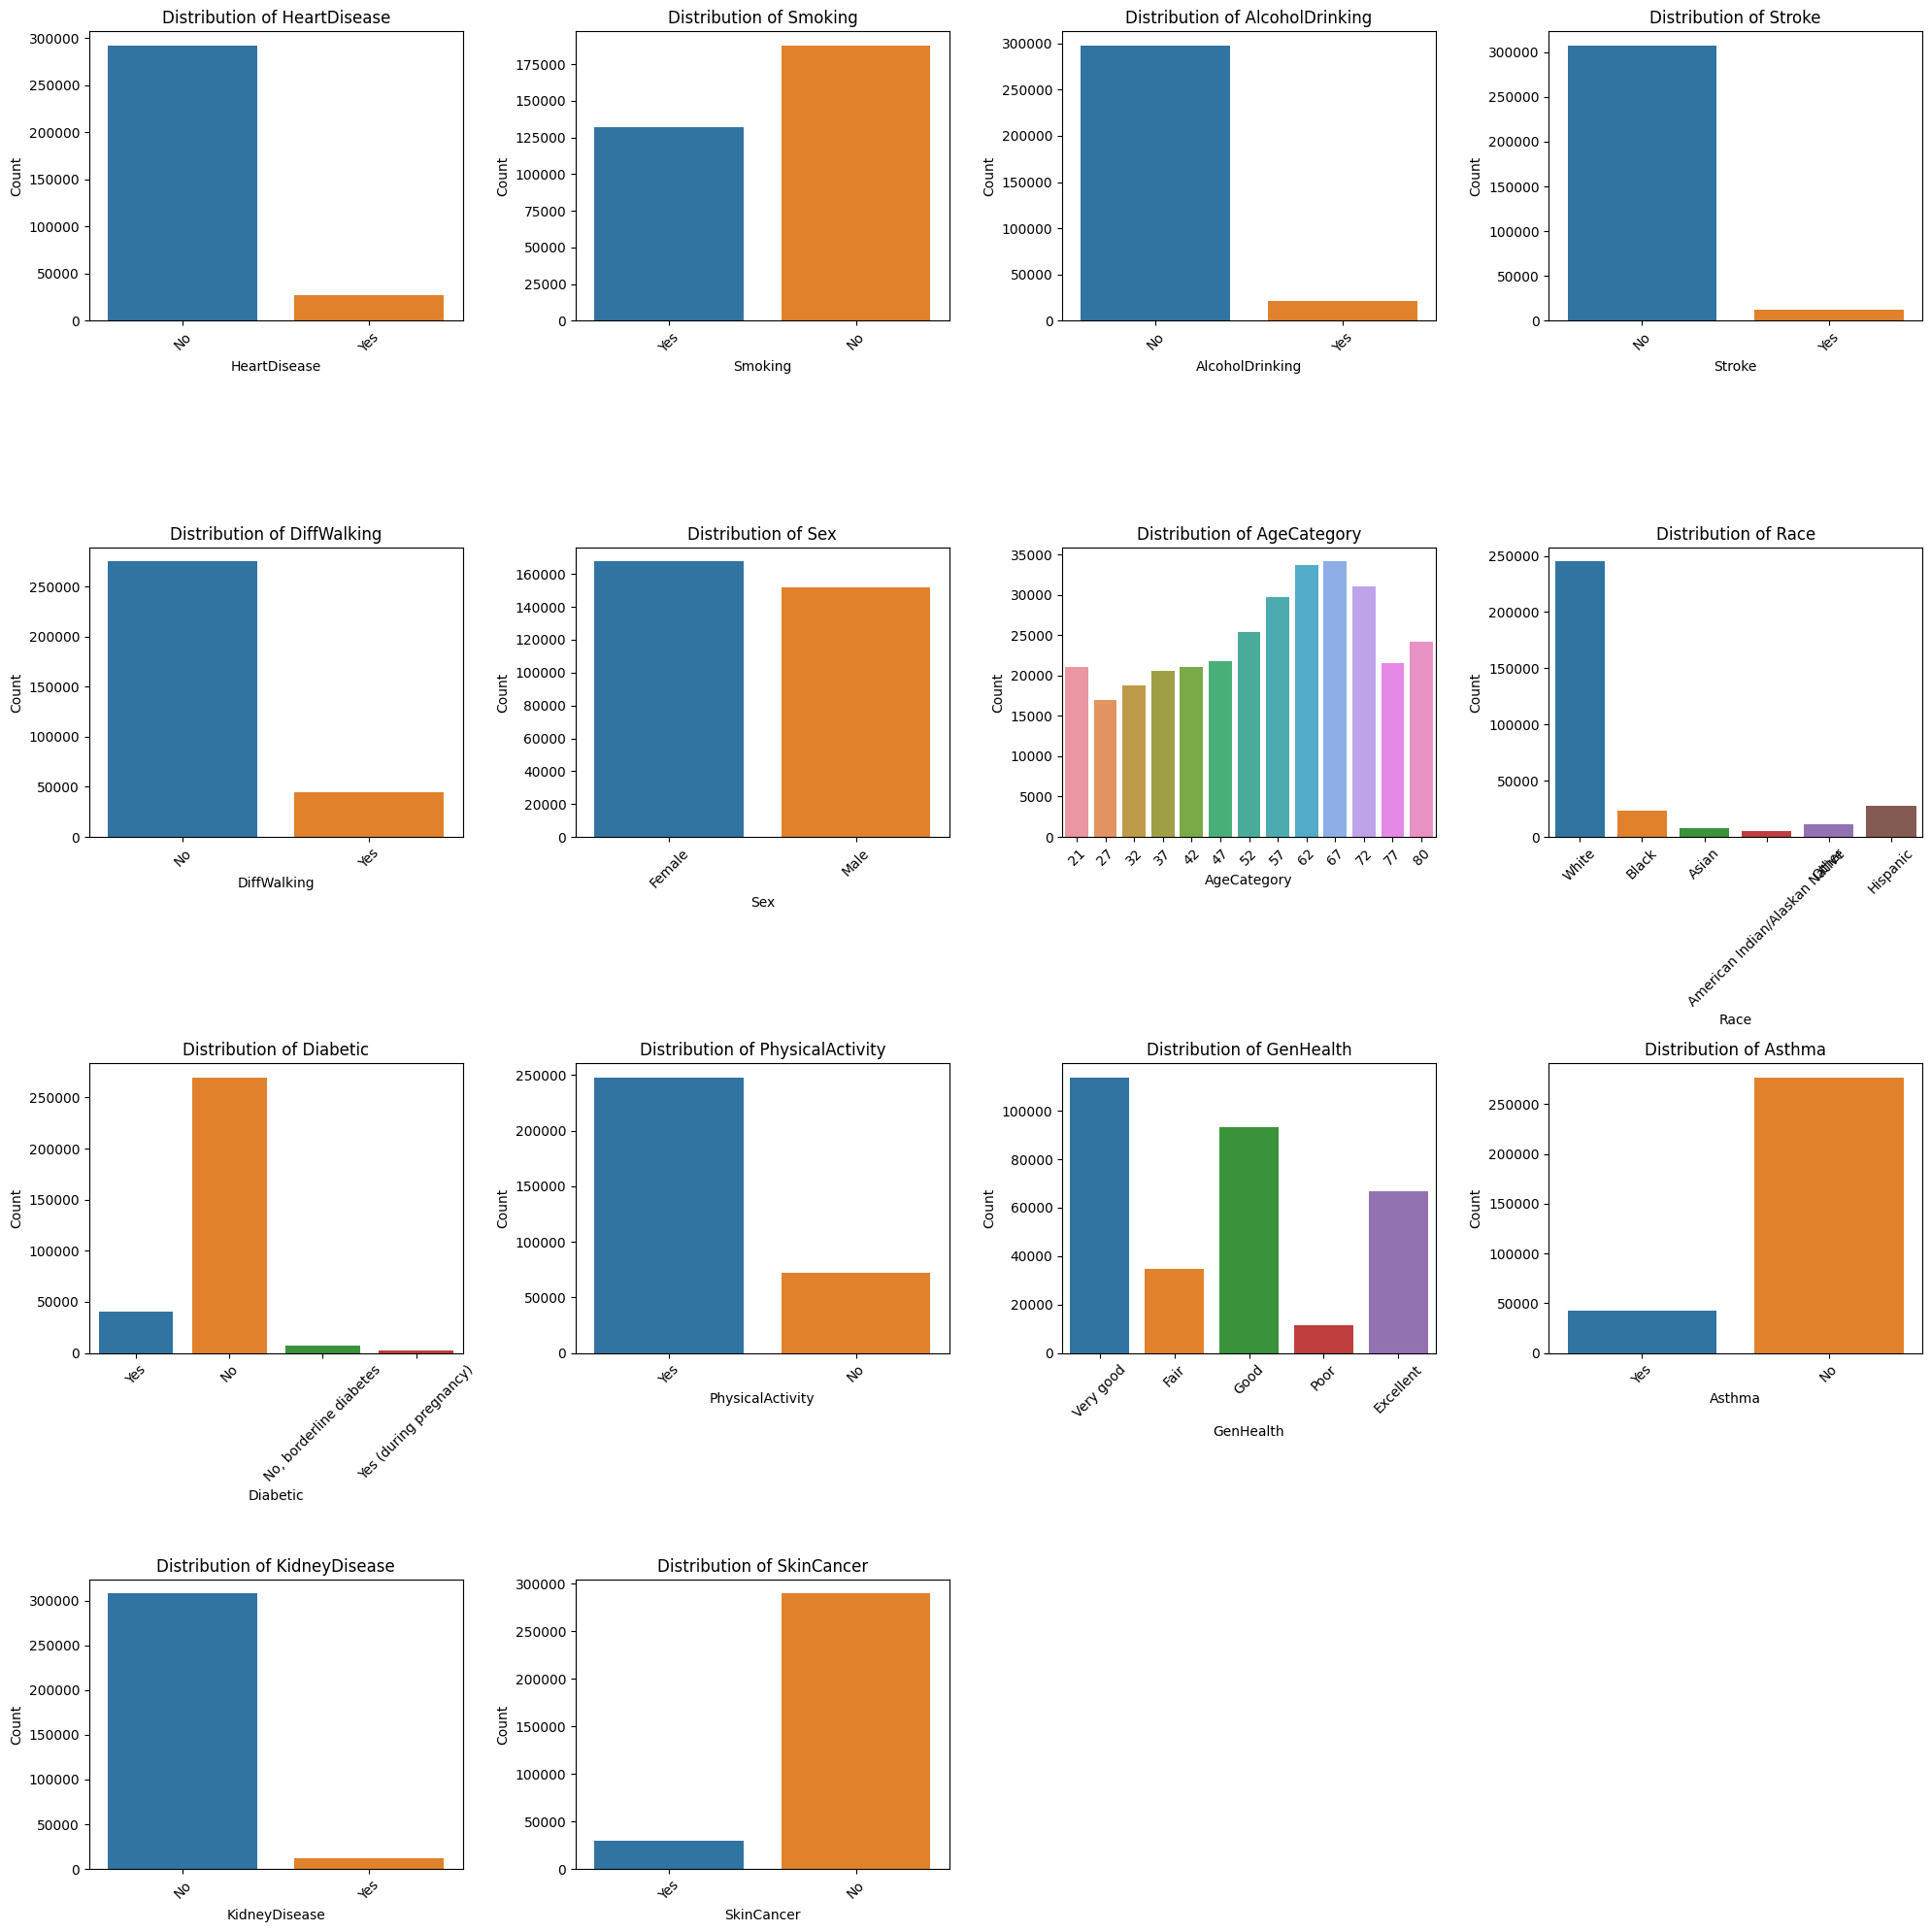 Distribution of HeartDisease
300000
250000
200000
150000
100000
50000
0
Count
No
Yes
HeartDisease
Distribution of Smoking
175000
150000
125000
100000
75000
50000
25000
0
Count
Yes
No
Smoking
Distribution of AlcoholDrinking
300000
250000
200000
150000
100000
50000
0
Count
No
Yes
AlcoholDrinking
Distribution of Stroke
300000
250000
200000
150000
100000
50000
0
Count
No
Yes
Stroke
Distribution of DiffWalking
250000
200000
150000
100000
50000
0
Count
No
Yes
DiffWalking
Distribution of Sex
160000
140000
120000
100000
80000
60000
40000
20000
0
Count
Female
Male
Sex
Distribution of AgeCategory
35000
30000
25000
20000
15000
10000
5000
0
Count
21
27
32
37
42
47
52
57
62
67
72
77
80
AgeCategory
Distribution of Race
250000
200000
150000
100000
50000
0
Count
White
Black
Asian
American Indian/Alaskan Native
Other
Hispanic
Race
Distribution of Diabetic
250000
200000
150000
100000
50000
0
Count
Yes
No
No, borderline diabetes
Yes (during pregnancy)
Diabetic
Distribution of PhysicalActivity
250000
200000
150000
100000
50000
0
Count
Yes
No
PhysicalActivity
Distribution of GenHealth
100000
80000
60000
40000
20000
0
Count
Very good
Fair
Good
Poor
Excellent
GenHealth
Distribution of Asthma
250000
200000
150000
100000
50000
0
Count
Yes
No
Asthma
Distribution of KidneyDisease
300000
250000
200000
150000
100000
50000
0
Count
No
Yes
KidneyDisease
Distribution of SkinCancer
300000
250000
200000
150000
100000
50000
0
Count
Yes
No
SkinCancer